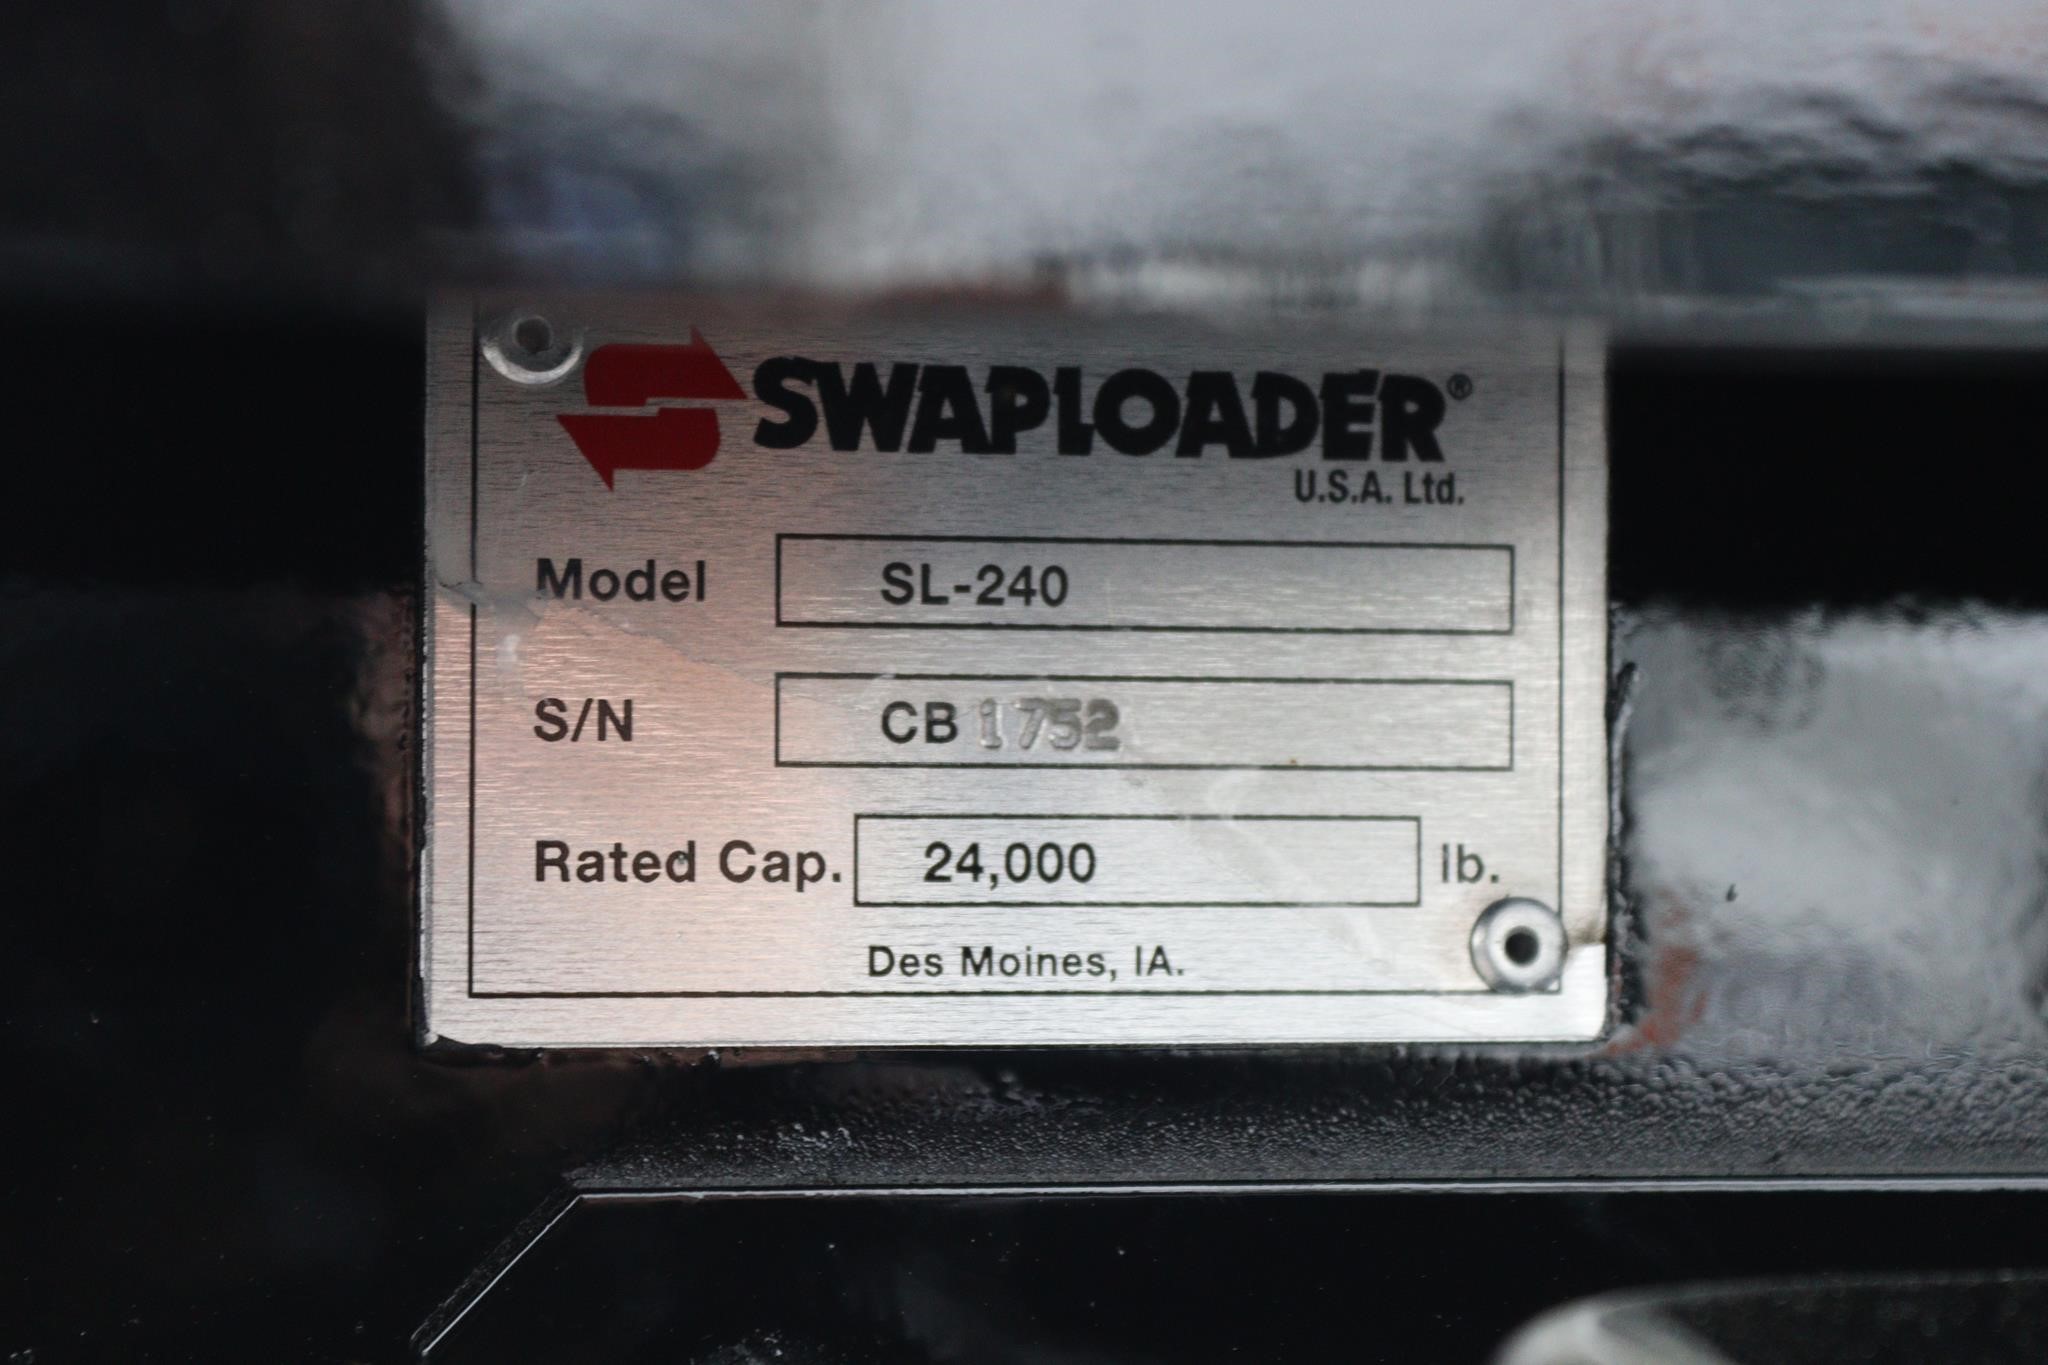 SWAPLOADER®
U.S.A. Ltd.
Model SL-240
S/N CB 1752
Rated Cap. 24,000 lb.
Des Moines, IA.